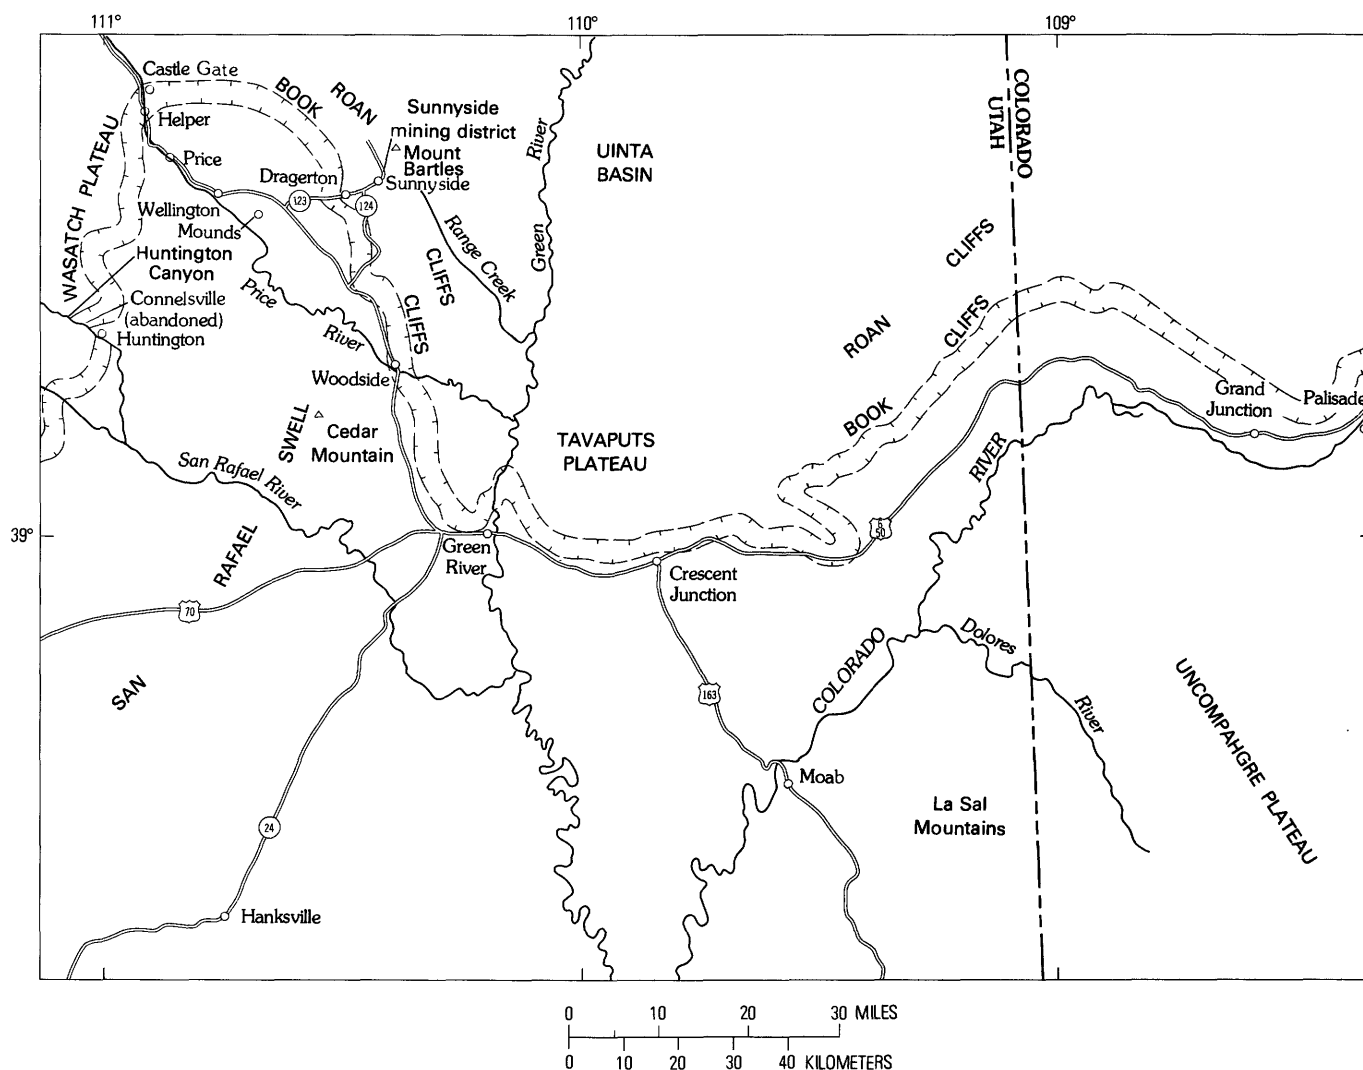 111°
110°
109°
Castle Gate
BOOK
ROAN
Sunnyside
mining district
Mount
Bartles
Sunnyside
Helper
Price
WASATCH PLATEAU
Dragerton
123
124
Wellington
Mounds
Huntington
Canyon
Connelsville
(abandoned)
Huntington
Price
River
CLIFFS
CLIFFS
Range Creek
Green
River
UINTA
BASIN
COLORADO
UTAH
CLIFFS
ROAN
CLIFFS
BOOK
Woodside
SWELL
Cedar
Mountain
San Rafael River
TAVAPUTS
PLATEAU
Grand
Junction
Palisade
RIVER
39°
RAFAEL
Green
River
6
50
Crescent
Junction
70
SAN
163
COLORADO
Dolores
River
UNCOMPAHGRE PLATEAU
Moab
La Sal
Mountains
24
Hanksville
0 10 20 30 MILES
0 10 20 30 40 KILOMETERS